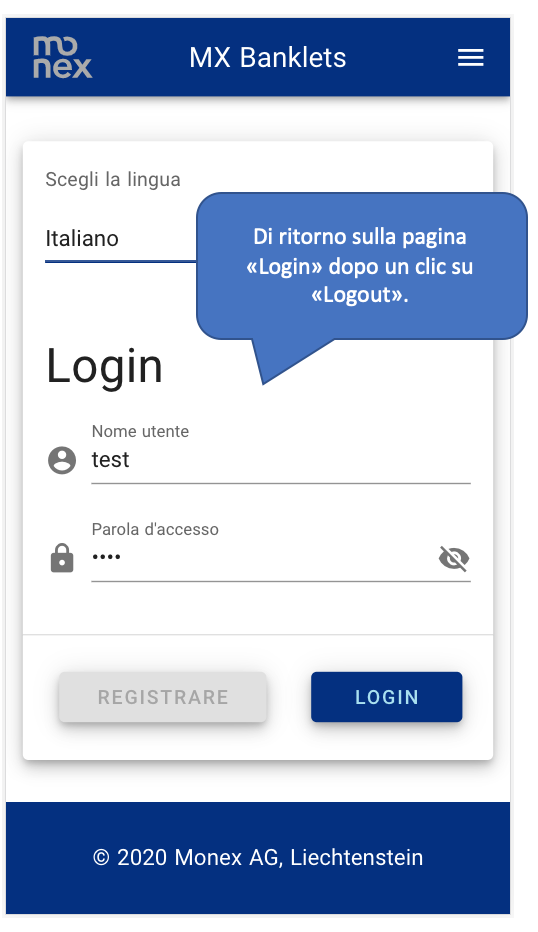 mo
nex
MX Banklets
Scegli la lingua
Italiano
Di ritorno sulla pagina
«Login» dopo un clic su
«Logout».
Login
Nome utente
test
Parola d'accesso
••••
REGISTRARE
LOGIN
© 2020 Monex AG, Liechtenstein